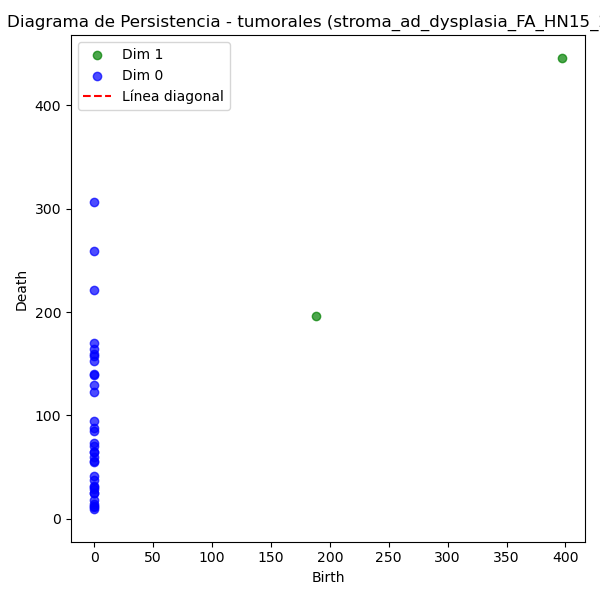 Diagrama de Persistencia - tumorales (stroma_ad_dysplasia_FA_HN15_
Dim 1
Dim 0
Línea diagonal
Death
400
300
200
100
0
0 50 100 150 200 250 300 350 400
Birth